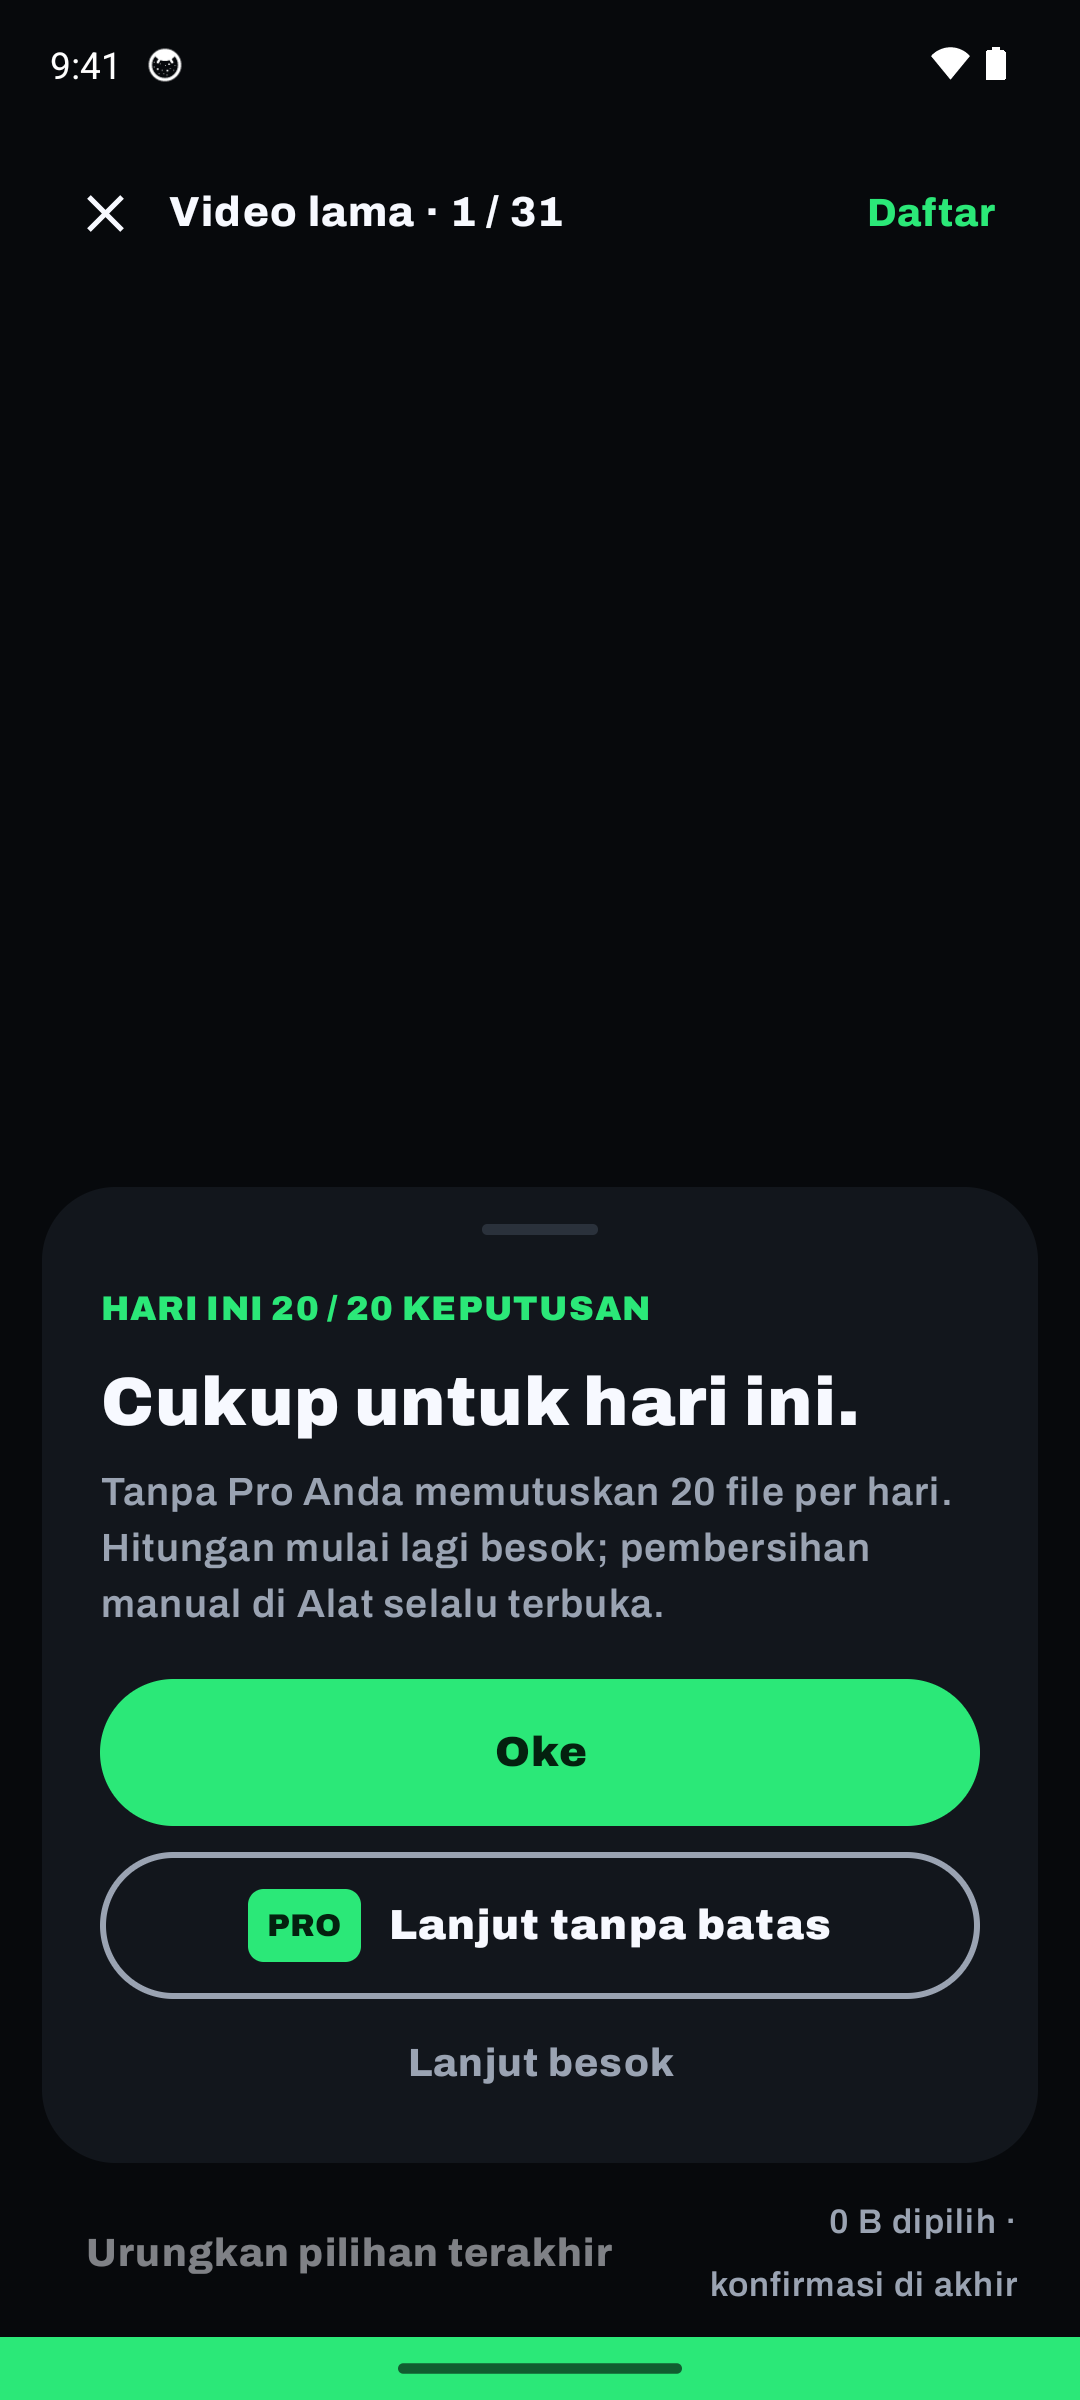 9:41
Video lama · 1 / 31
Daftar
HARI INI 20 / 20 KEPUTUSAN
Cukup untuk hari ini.
Tanpa Pro Anda memutuskan 20 file per hari.
Hitungan mulai lagi besok; pembersihan
manual di Alat selalu terbuka.
Oke
PRO Lanjut tanpa batas
Lanjut besok
Urungkan pilihan terakhir
0 B dipilih ·
konfirmasi di akhir